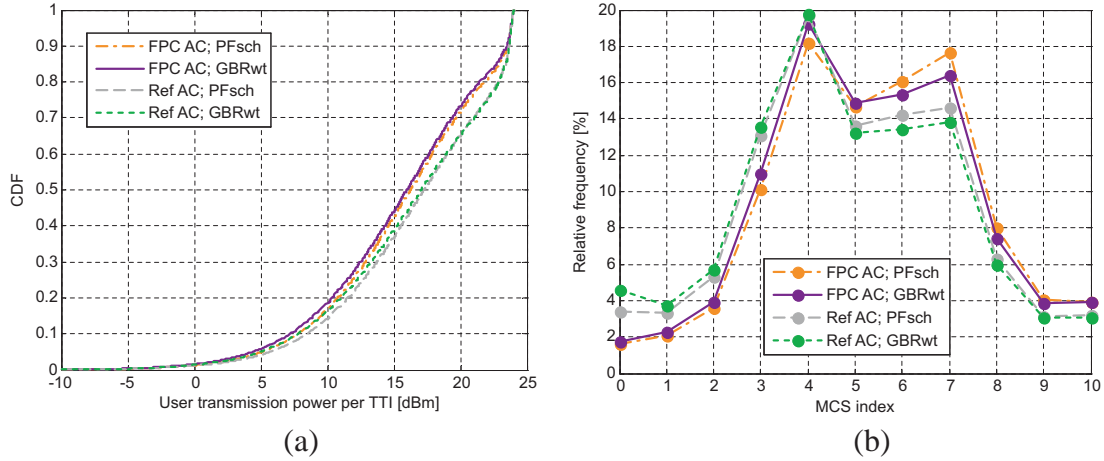 1
0.9
0.8
0.7
0.6
0.5
0.4
0.3
0.2
0.1
0
CDF
FPC AC; PFsch
FPC AC; GBRwt
Ref AC; PFsch
Ref AC; GBRwt
-10 -5 0 5 10 15 20 25
User transmission power per TTI [dBm]
(a)
20
18
16
14
12
10
8
6
4
2
0
Relative frequency [%]
FPC AC; PFsch
FPC AC; GBRwt
Ref AC; PFsch
Ref AC; GBRwt
0 1 2 3 4 5 6 7 8 9 10
MCS index
(b)